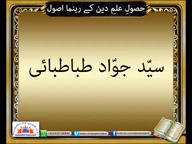 حصولِ علمِ دین کے رہنما اصول
سیّد جوّاد طباطبائی